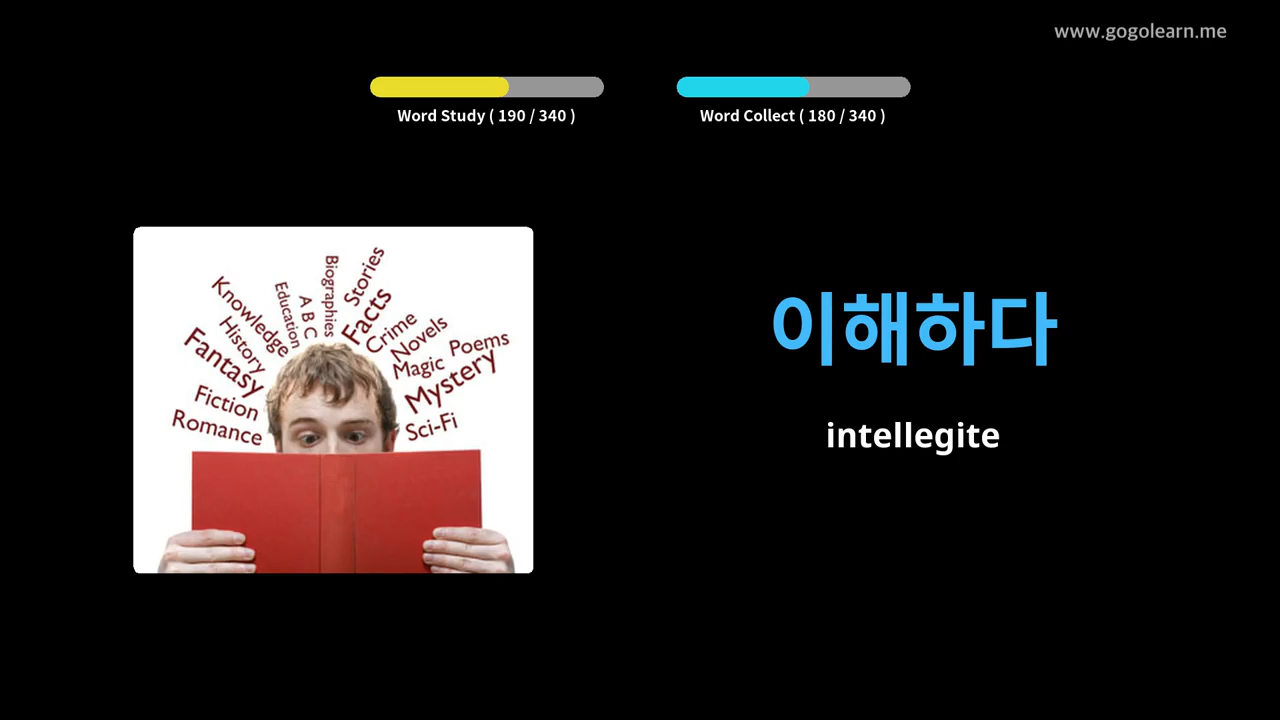 www.gogolearn.me
Word Study ( 190 / 340 )
Word Collect ( 180 / 340 )
Biographies
Stories
Knowledge
Education
A B C
Facts
History
Crime
Novels
Fantasy
Magic
Poems
Mystery
Fiction
Romance
Sci-Fi
이해하다
intellegite